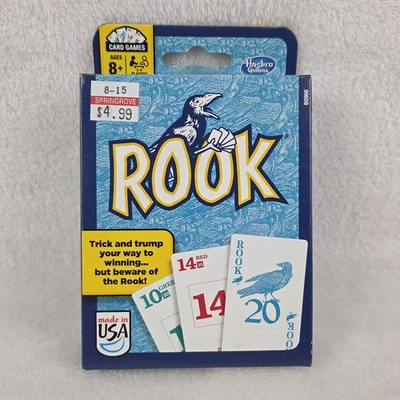 CARD GAMES
AGES
8+
Hasbro
Gaming
B0966
8-15
SPRINGROVE
$4.99
ROOK
Trick and trump
your way to
winning...
but beware of
the Rook!
made in
USA
10 GREEN
14 RED
14
ROOK
20
ROOK